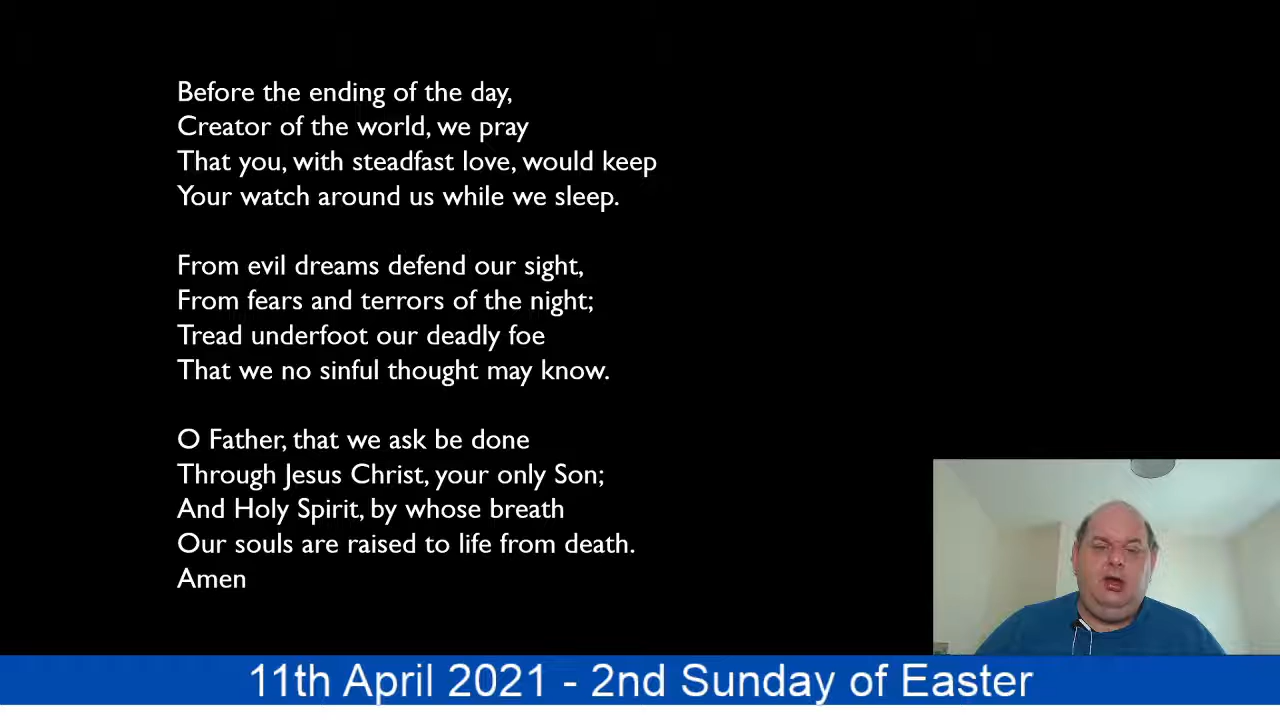 Before the ending of the day,
Creator of the world, we pray
That you, with steadfast love, would keep
Your watch around us while we sleep.
From evil dreams defend our sight,
From fears and terrors of the night;
Tread underfoot our deadly foe
That we no sinful thought may know.
O Father, that we ask be done
Through Jesus Christ, your only Son;
And Holy Spirit, by whose breath
Our souls are raised to life from death.
Amen
11th April 2021 - 2nd Sunday of Easter